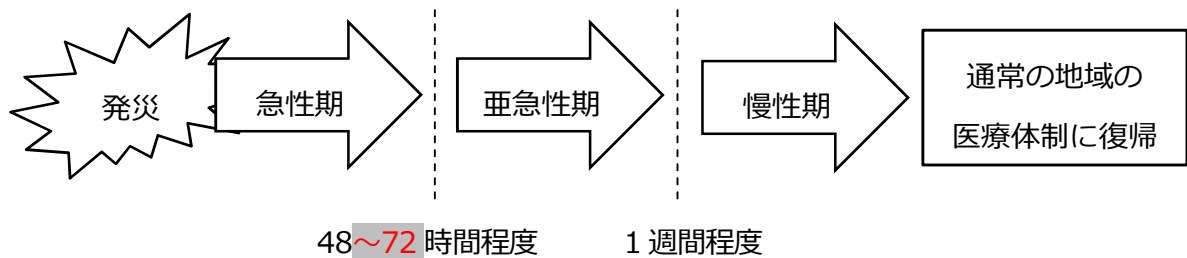 発災
急性期
亜急性期
慢性期
通常の地域の
医療体制に復帰
48～72 時間程度
1 週間程度